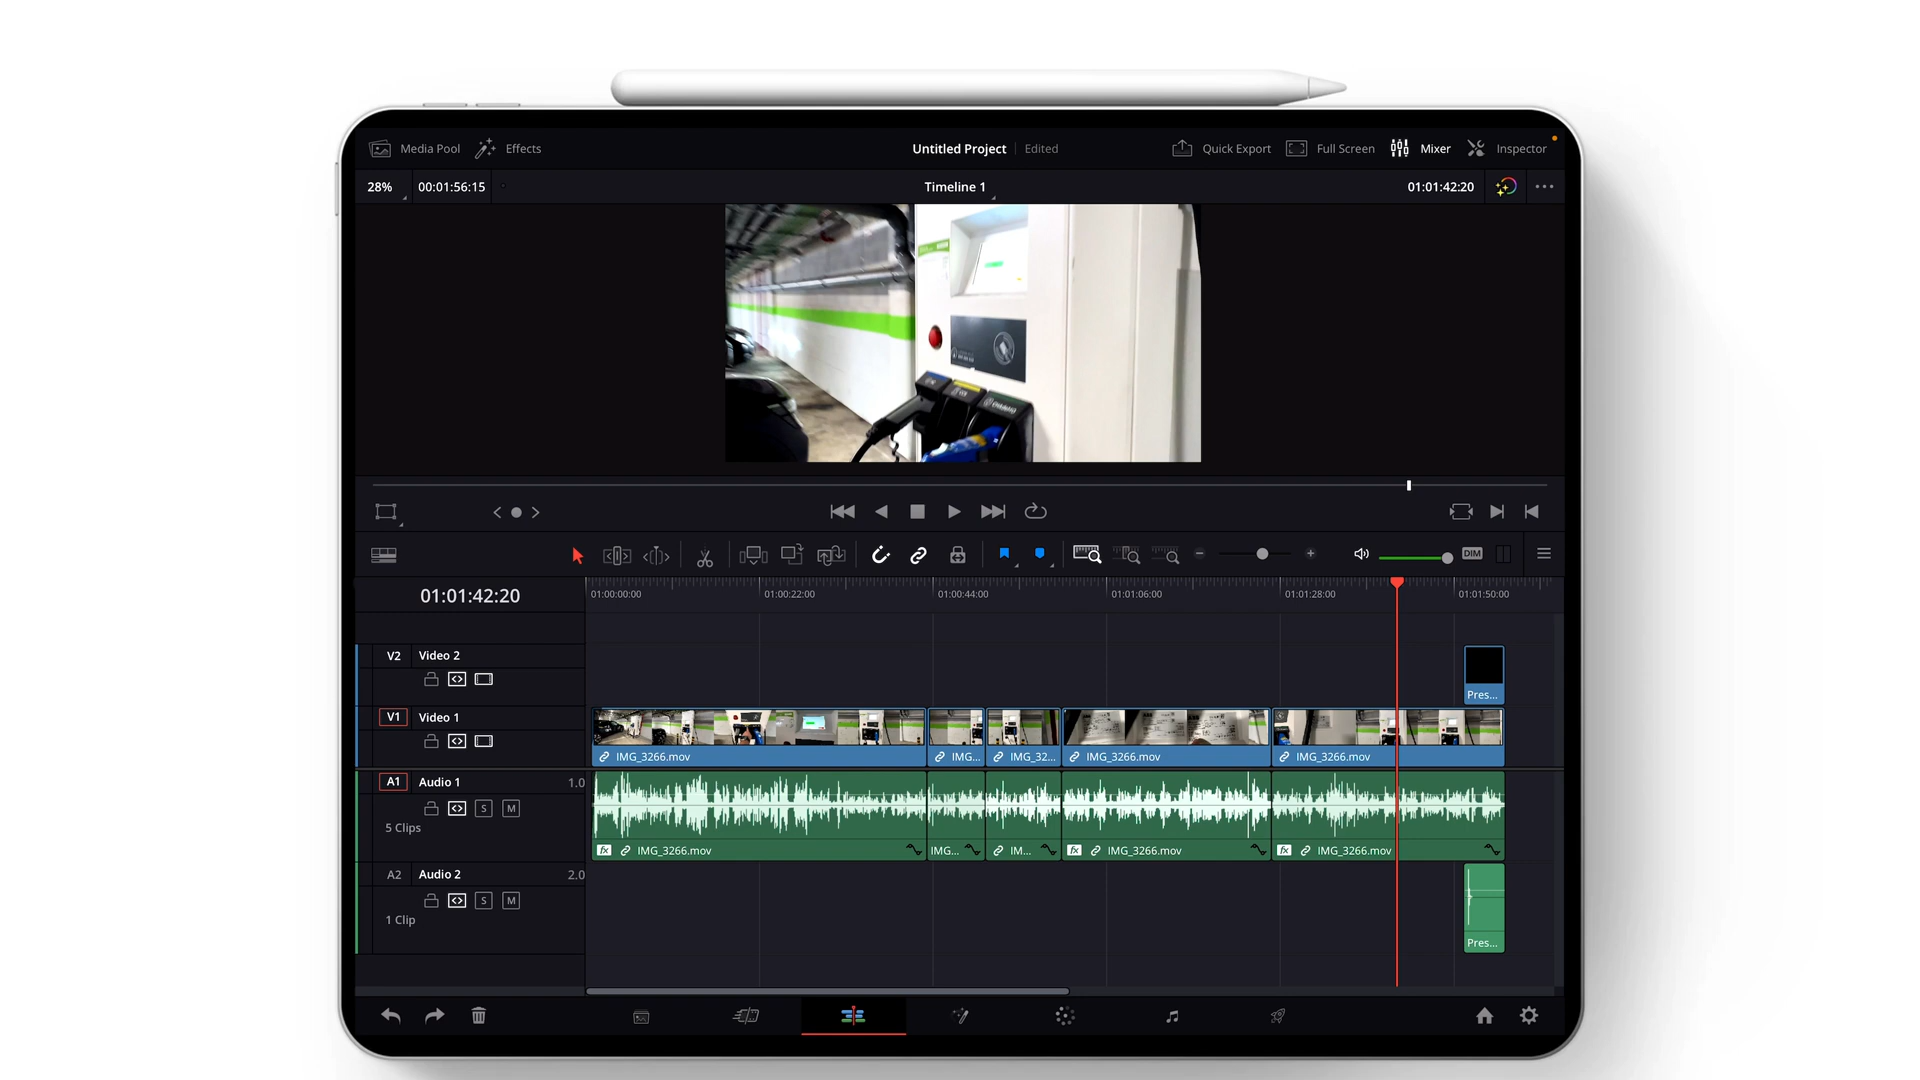 Media Pool Effects Untitled Project Edited Quick Export Full Screen Mixer Inspector
28% 00:01:56:15 Timeline 1 01:01:42:20
DIM
01:01:42:20 01:00:00:00 01:00:22:00 01:00:44:00 01:01:06:00 01:01:28:00 01:01:50:00
V2 Video 2
Pres...
V1 Video 1
IMG_3266.mov IMG... IMG_32... IMG_3266.mov IMG_3266.mov
A1 Audio 1 1.0
S M
5 Clips
fx IMG_3266.mov IMG... IM... fx IMG_3266.mov fx IMG_3266.mov
A2 Audio 2 2.0
S M
1 Clip
Pres...